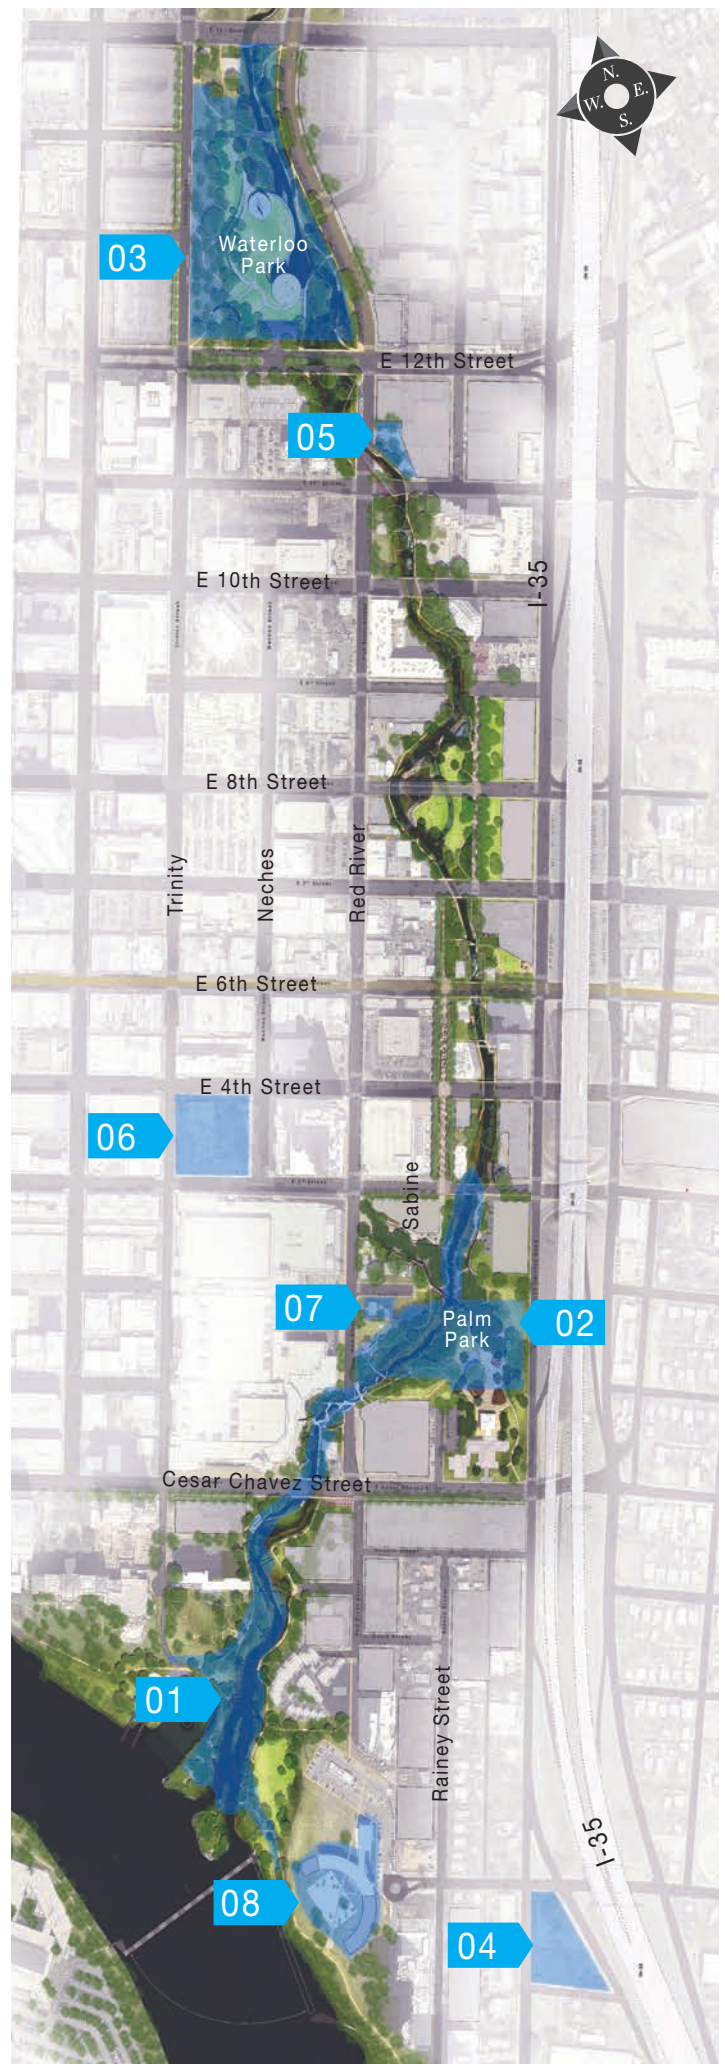 N.
W.
E.
S.
Waterloo
Park
03
E 12th Street
05
E 10th Street
I-35
E 8th Street
Trinity
Neches
Red River
E 6th Street
E 4th Street
06
Sabine
07
Palm
Park
02
Cesar Chavez Street
01
Rainey Street
I-35
08
04